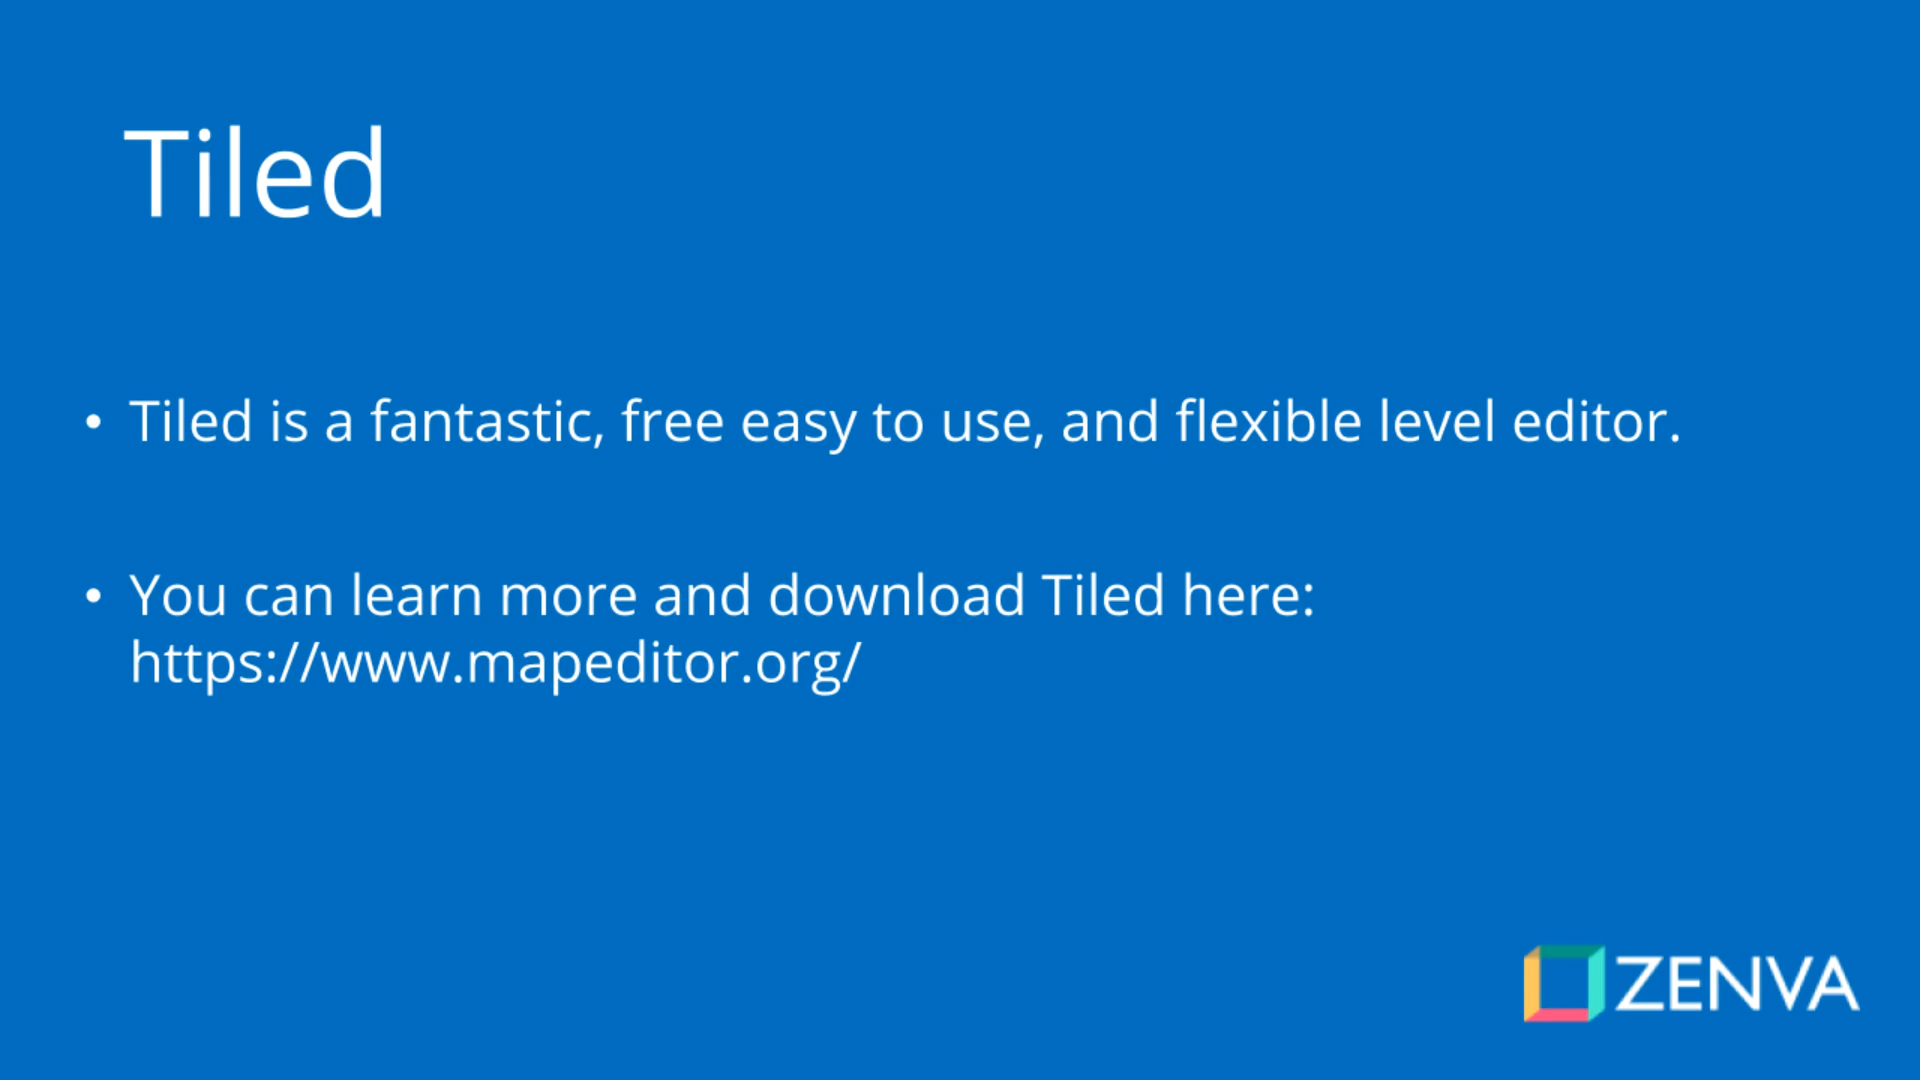 Tiled
• Tiled is a fantastic, free easy to use, and flexible level editor.
• You can learn more and download Tiled here:
https://www.mapeditor.org/
ZENVA